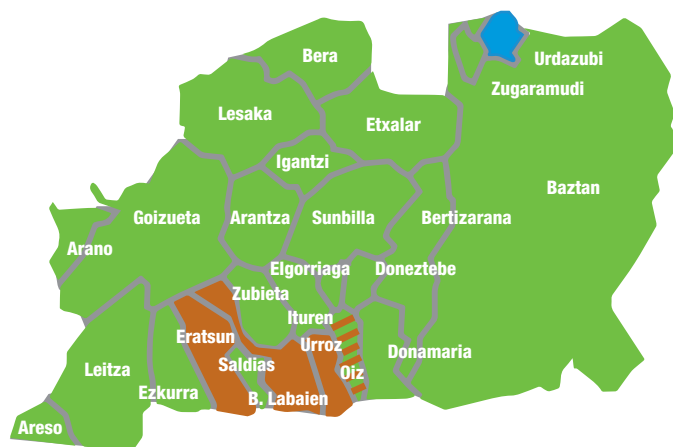 Bera
Urdazubi
Zugaramudi
Lesaka
Etxalar
Igantzi
Baztan
Goizueta
Arantza
Sunbilla
Bertizarana
Arano
Elgorriaga
Doneztebe
Zubieta
Ituren
Eratsun
Urroz
Donamaria
Leitza
Saldias
Oiz
Ezkurra
B. Labaien
Areso